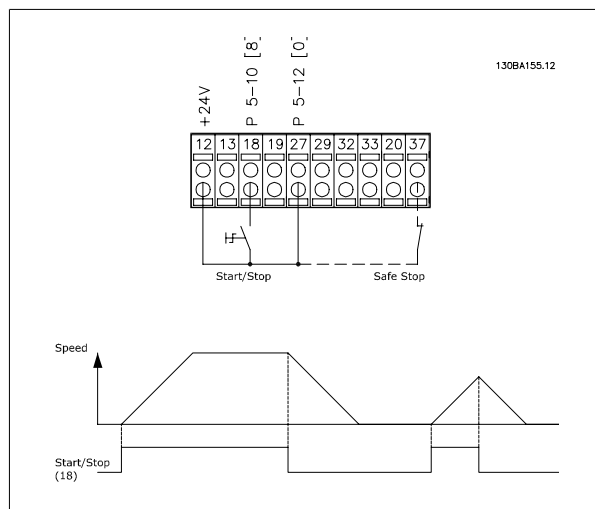 130BA155.12
+24V
P 5-10 [8]
P 5-12 [0]
12 13 18 19 27 29 32 33 20 37
Start/Stop
Safe Stop
Speed
Start/Stop
(18)